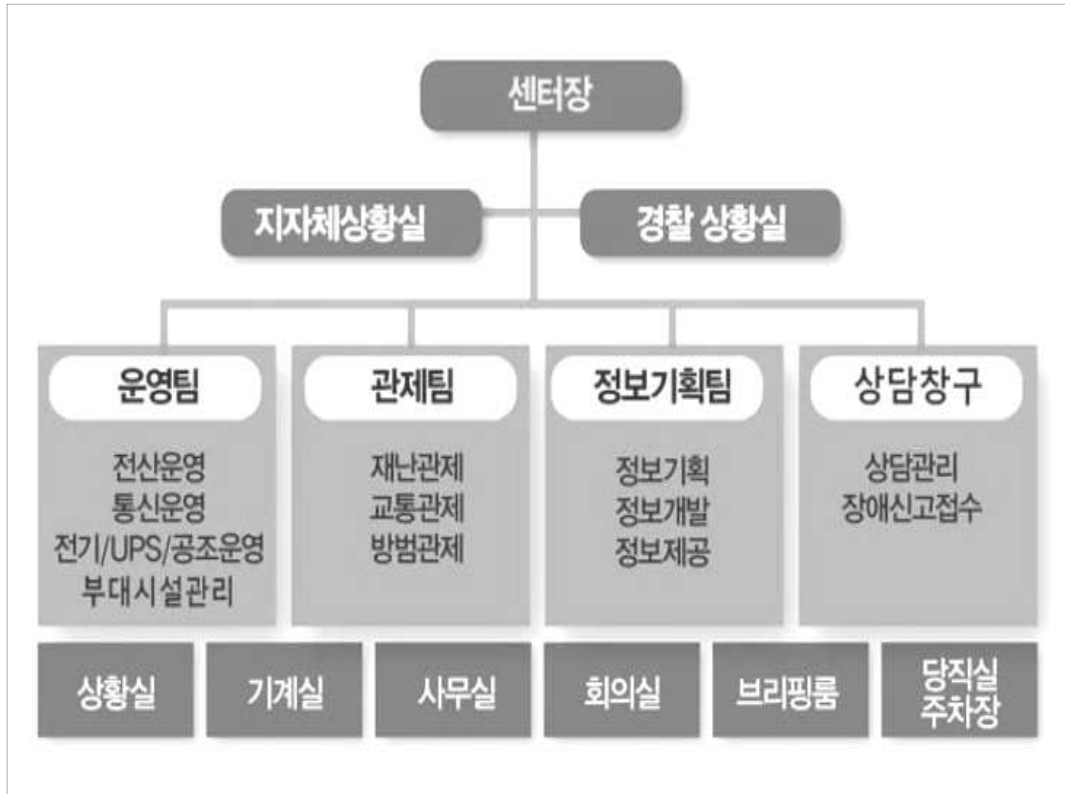 센터장
지자체상황실
경찰 상황실
운영팀
전산운영
통신운영
전기/UPS/공조운영
부대시설관리
관제팀
재난관제
교통관제
방범관제
정보기획팀
정보기획
정보개발
정보제공
상담창구
상담관리
장애신고접수
상황실
기계실
사무실
회의실
브리핑룸
당직실
주차장